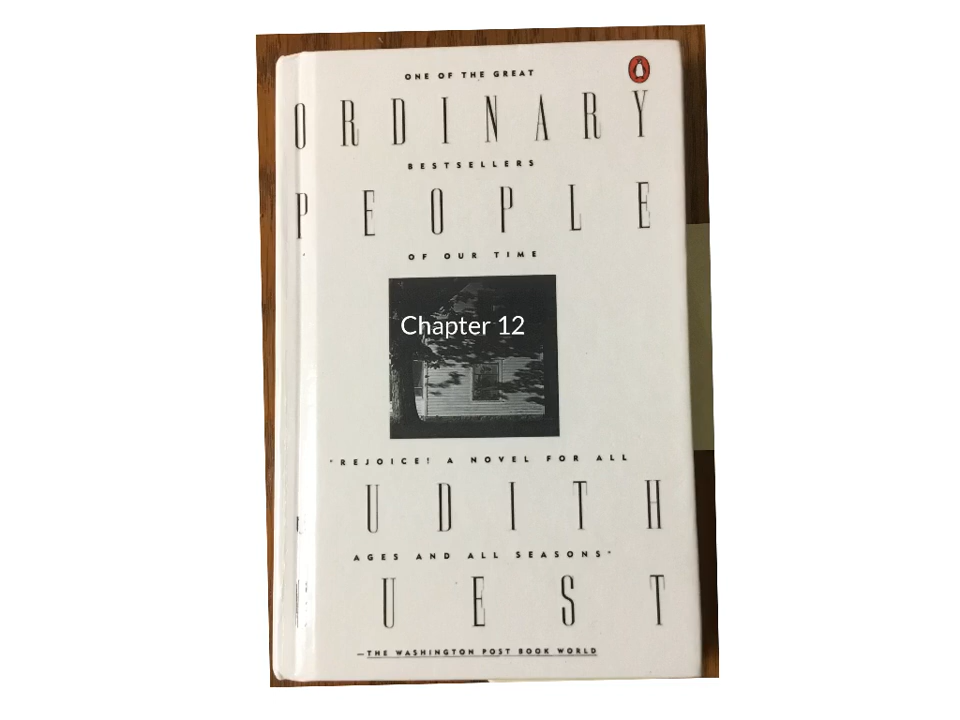 ONE OF THE GREAT
ORDINARY
BESTSELLERS
PEOPLE
OF OUR TIME
Chapter 12
"REJOICE! A NOVEL FOR ALL
UDITH
AGES AND ALL SEASONS"
UEST
—THE WASHINGTON POST BOOK WORLD